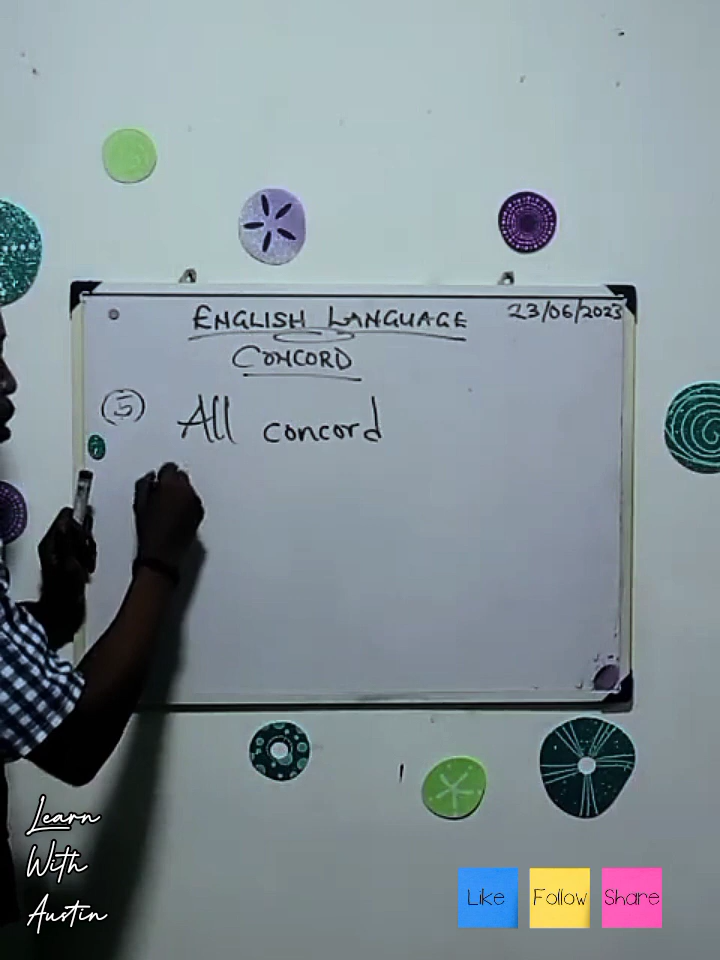 ENGLISH LANGUAGE
23/06/2023
CONCORD
(5) All concord
Learn
With
Austin
Like
Follow
Share